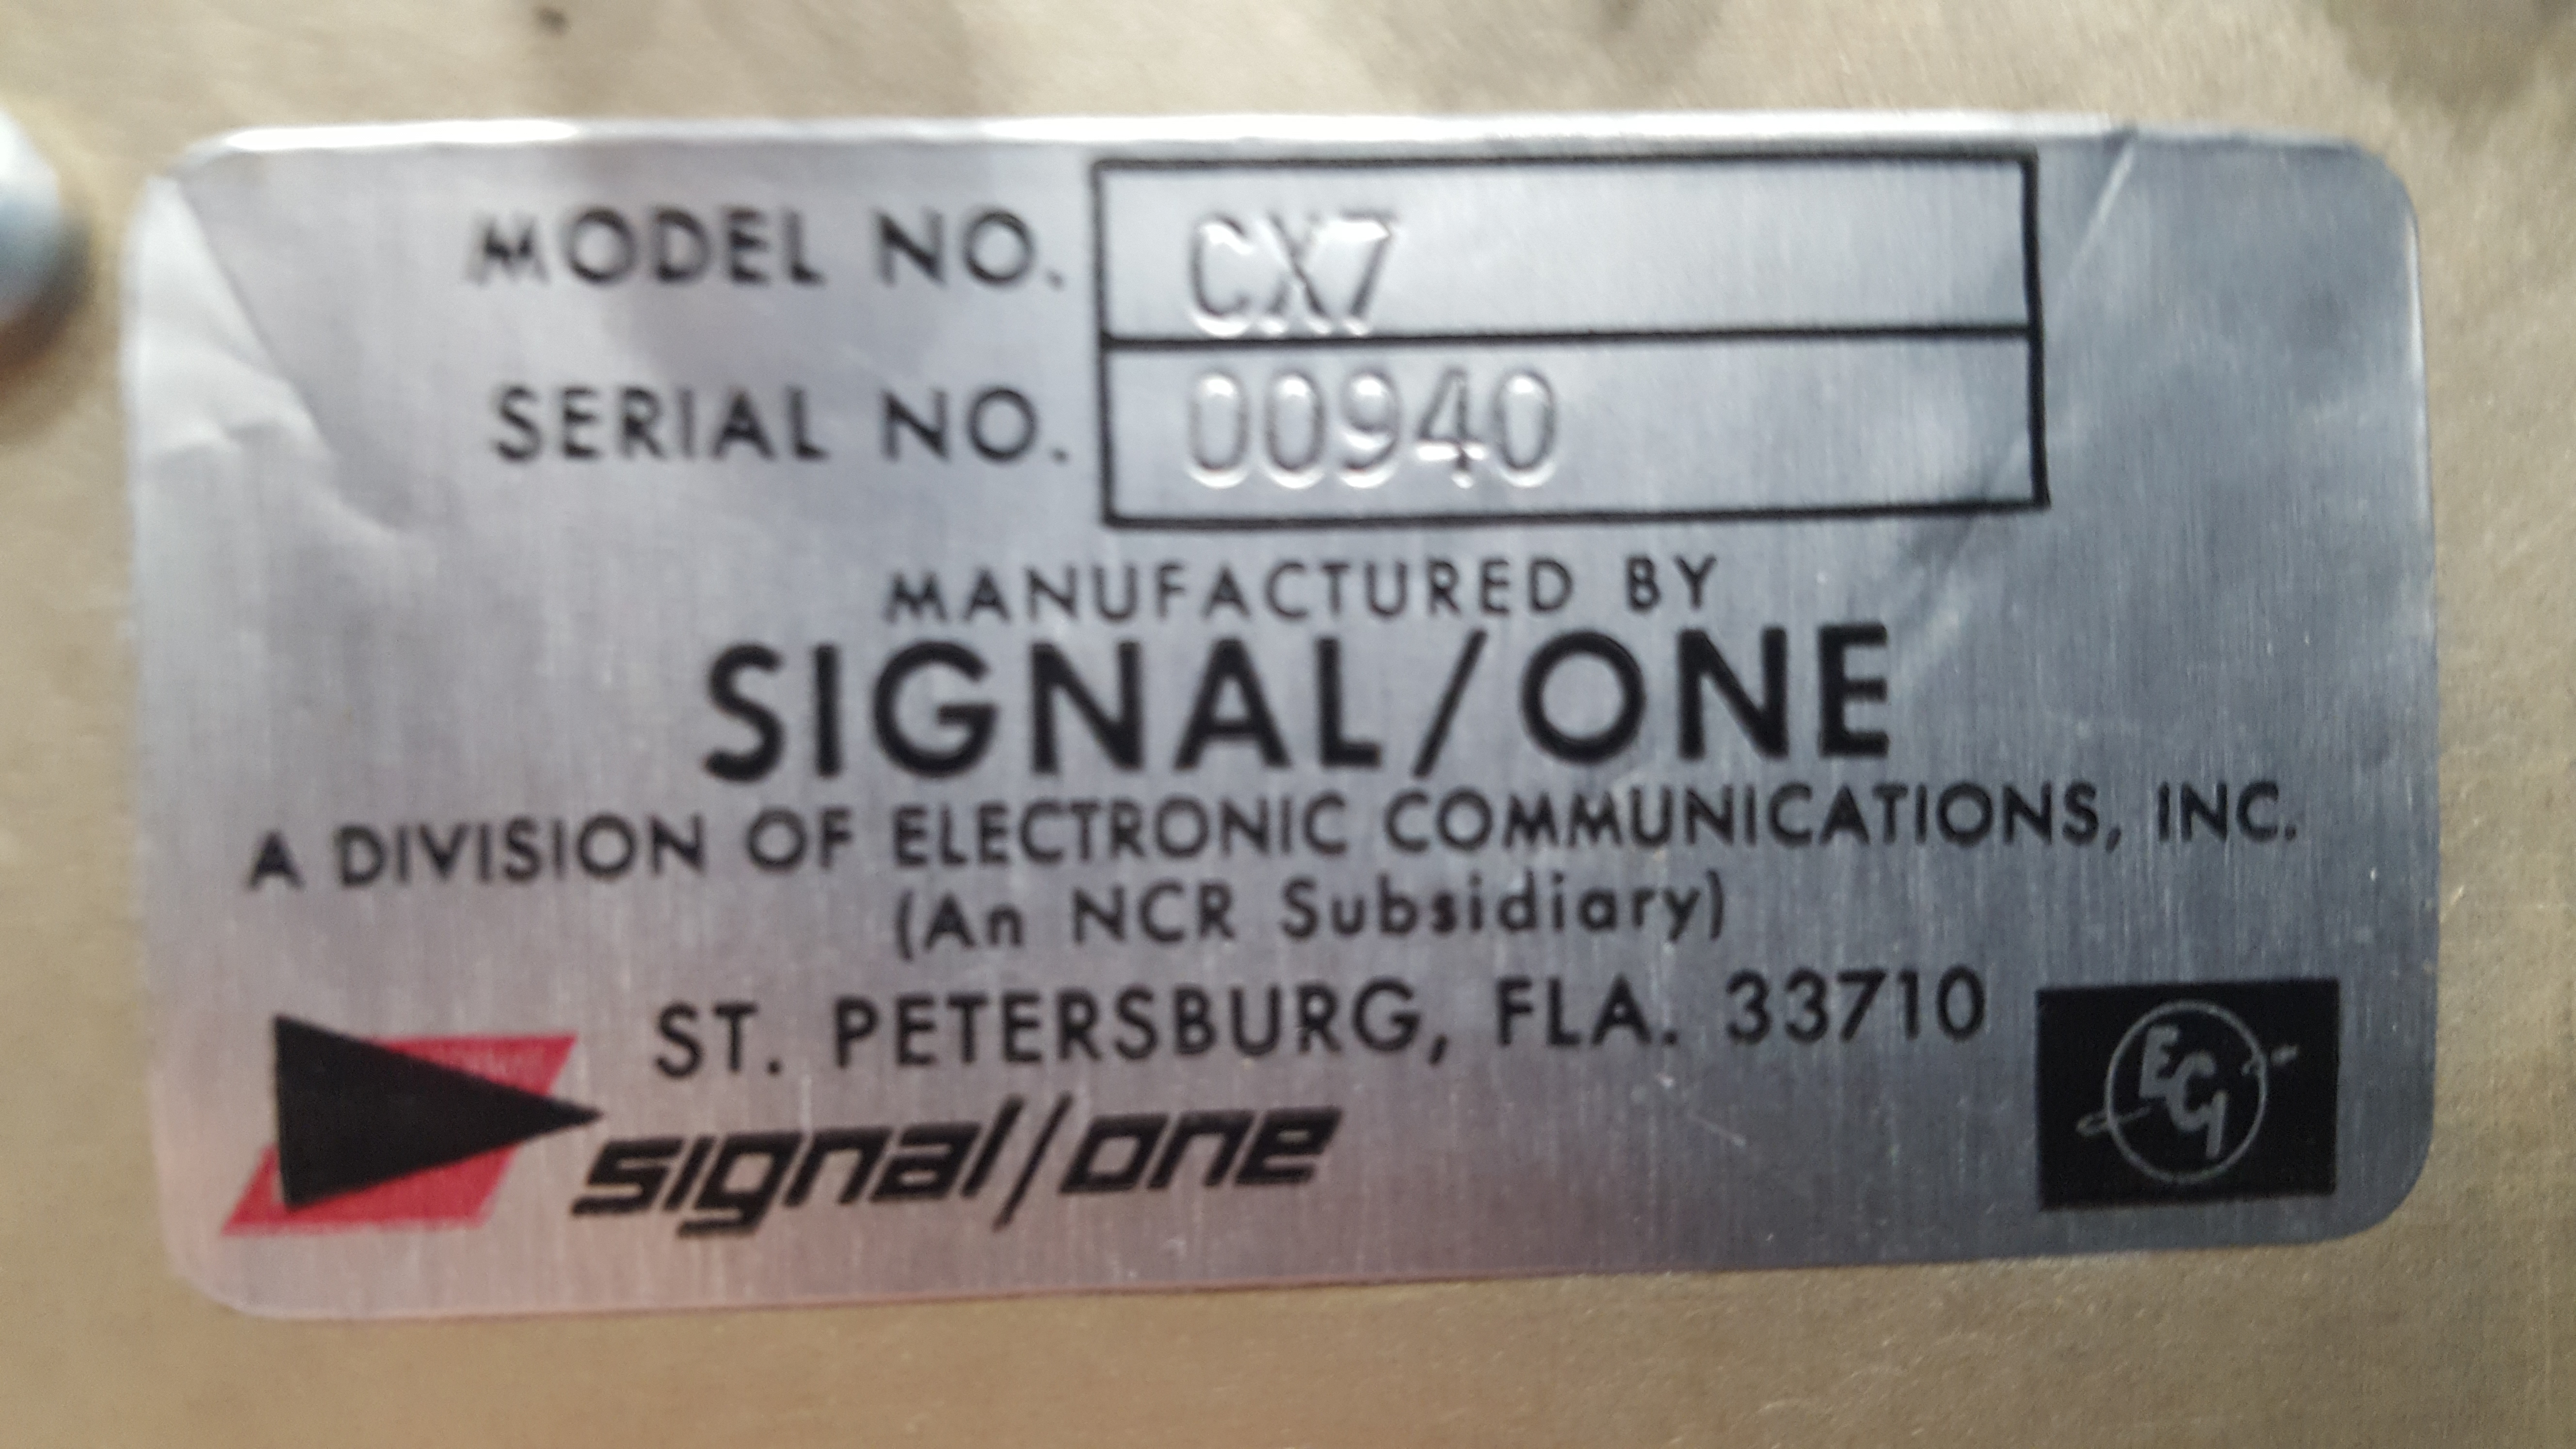 MODEL NO. CX7
SERIAL NO. 00940
MANUFACTURED BY
SIGNAL/ONE
A DIVISION OF ELECTRONIC COMMUNICATIONS, INC.
(An NCR Subsidiary)
ST. PETERSBURG, FLA. 33710
signal/one
ECI